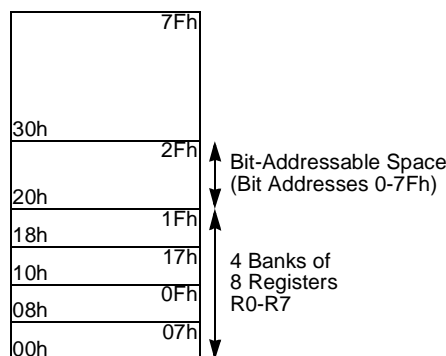 7Fh
30h
2Fh
Bit-Addressable Space
(Bit Addresses 0-7Fh)
20h
1Fh
18h
17h
4 Banks of
8 Registers
R0-R7
10h
0Fh
08h
07h
00h